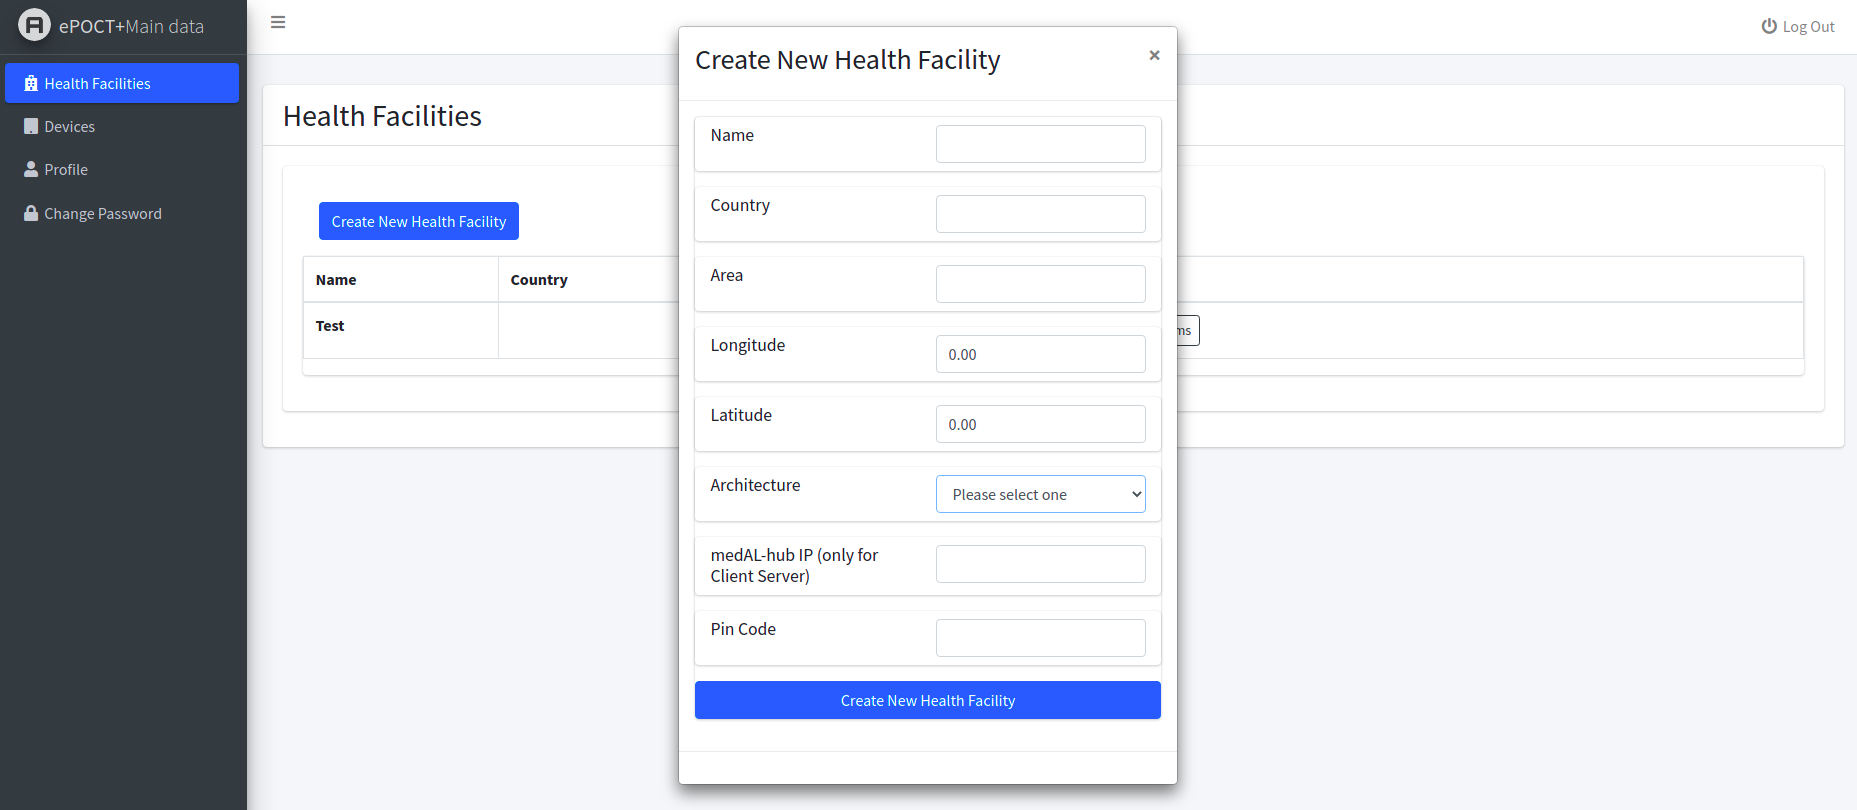 ePOCT+Main data
Log Out
Health Facilities
Devices
Profile
Change Password
Health Facilities
Create New Health Facility
Name
Country
Test
Create New Health Facility
×
Name
Country
Area
Longitude
0.00
Latitude
0.00
Architecture
Please select one
medAL-hub IP (only for
Client Server)
Pin Code
Create New Health Facility